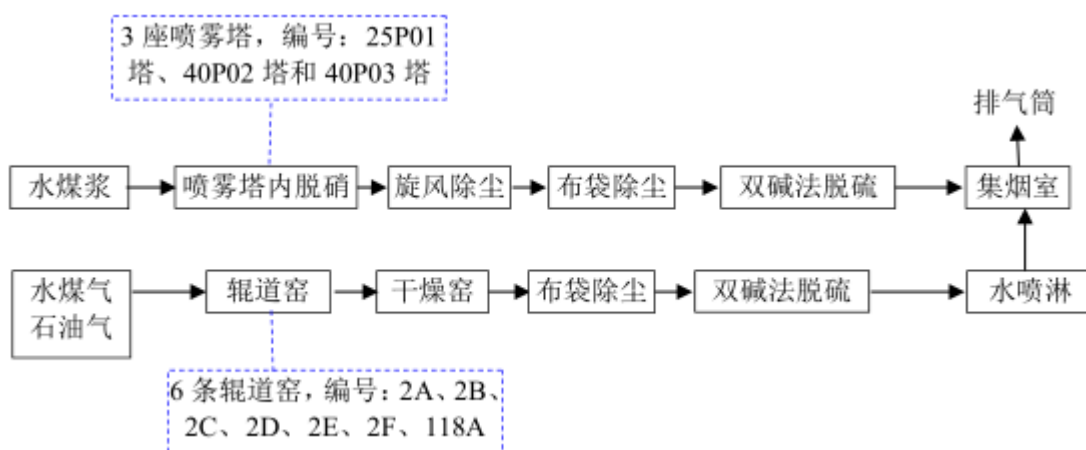 3 座喷雾塔，编号：25P01
塔、40P02 塔和 40P03 塔
排气筒
水煤浆
喷雾塔内脱硝
旋风除尘
布袋除尘
双碱法脱硫
集烟室
水煤气
石油气
辊道窑
干燥窑
布袋除尘
双碱法脱硫
水喷淋
6 条辊道窑，编号：2A、2B、
2C、2D、2E、2F、118A